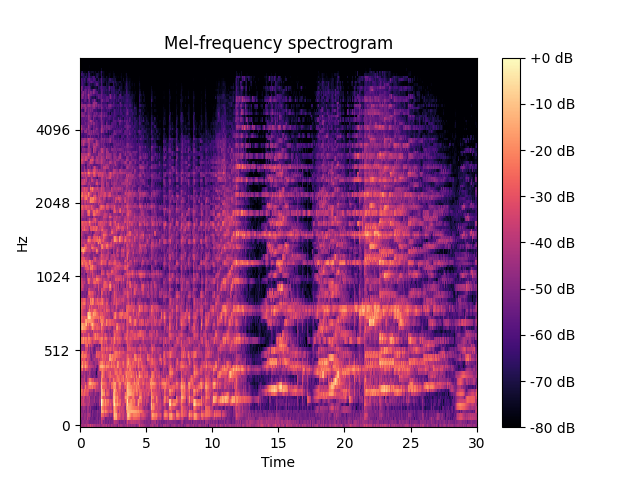 Mel-frequency spectrogram
Hz
4096
2048
1024
512
0
0 5 10 15 20 25 30
Time
+0 dB
-10 dB
-20 dB
-30 dB
-40 dB
-50 dB
-60 dB
-70 dB
-80 dB